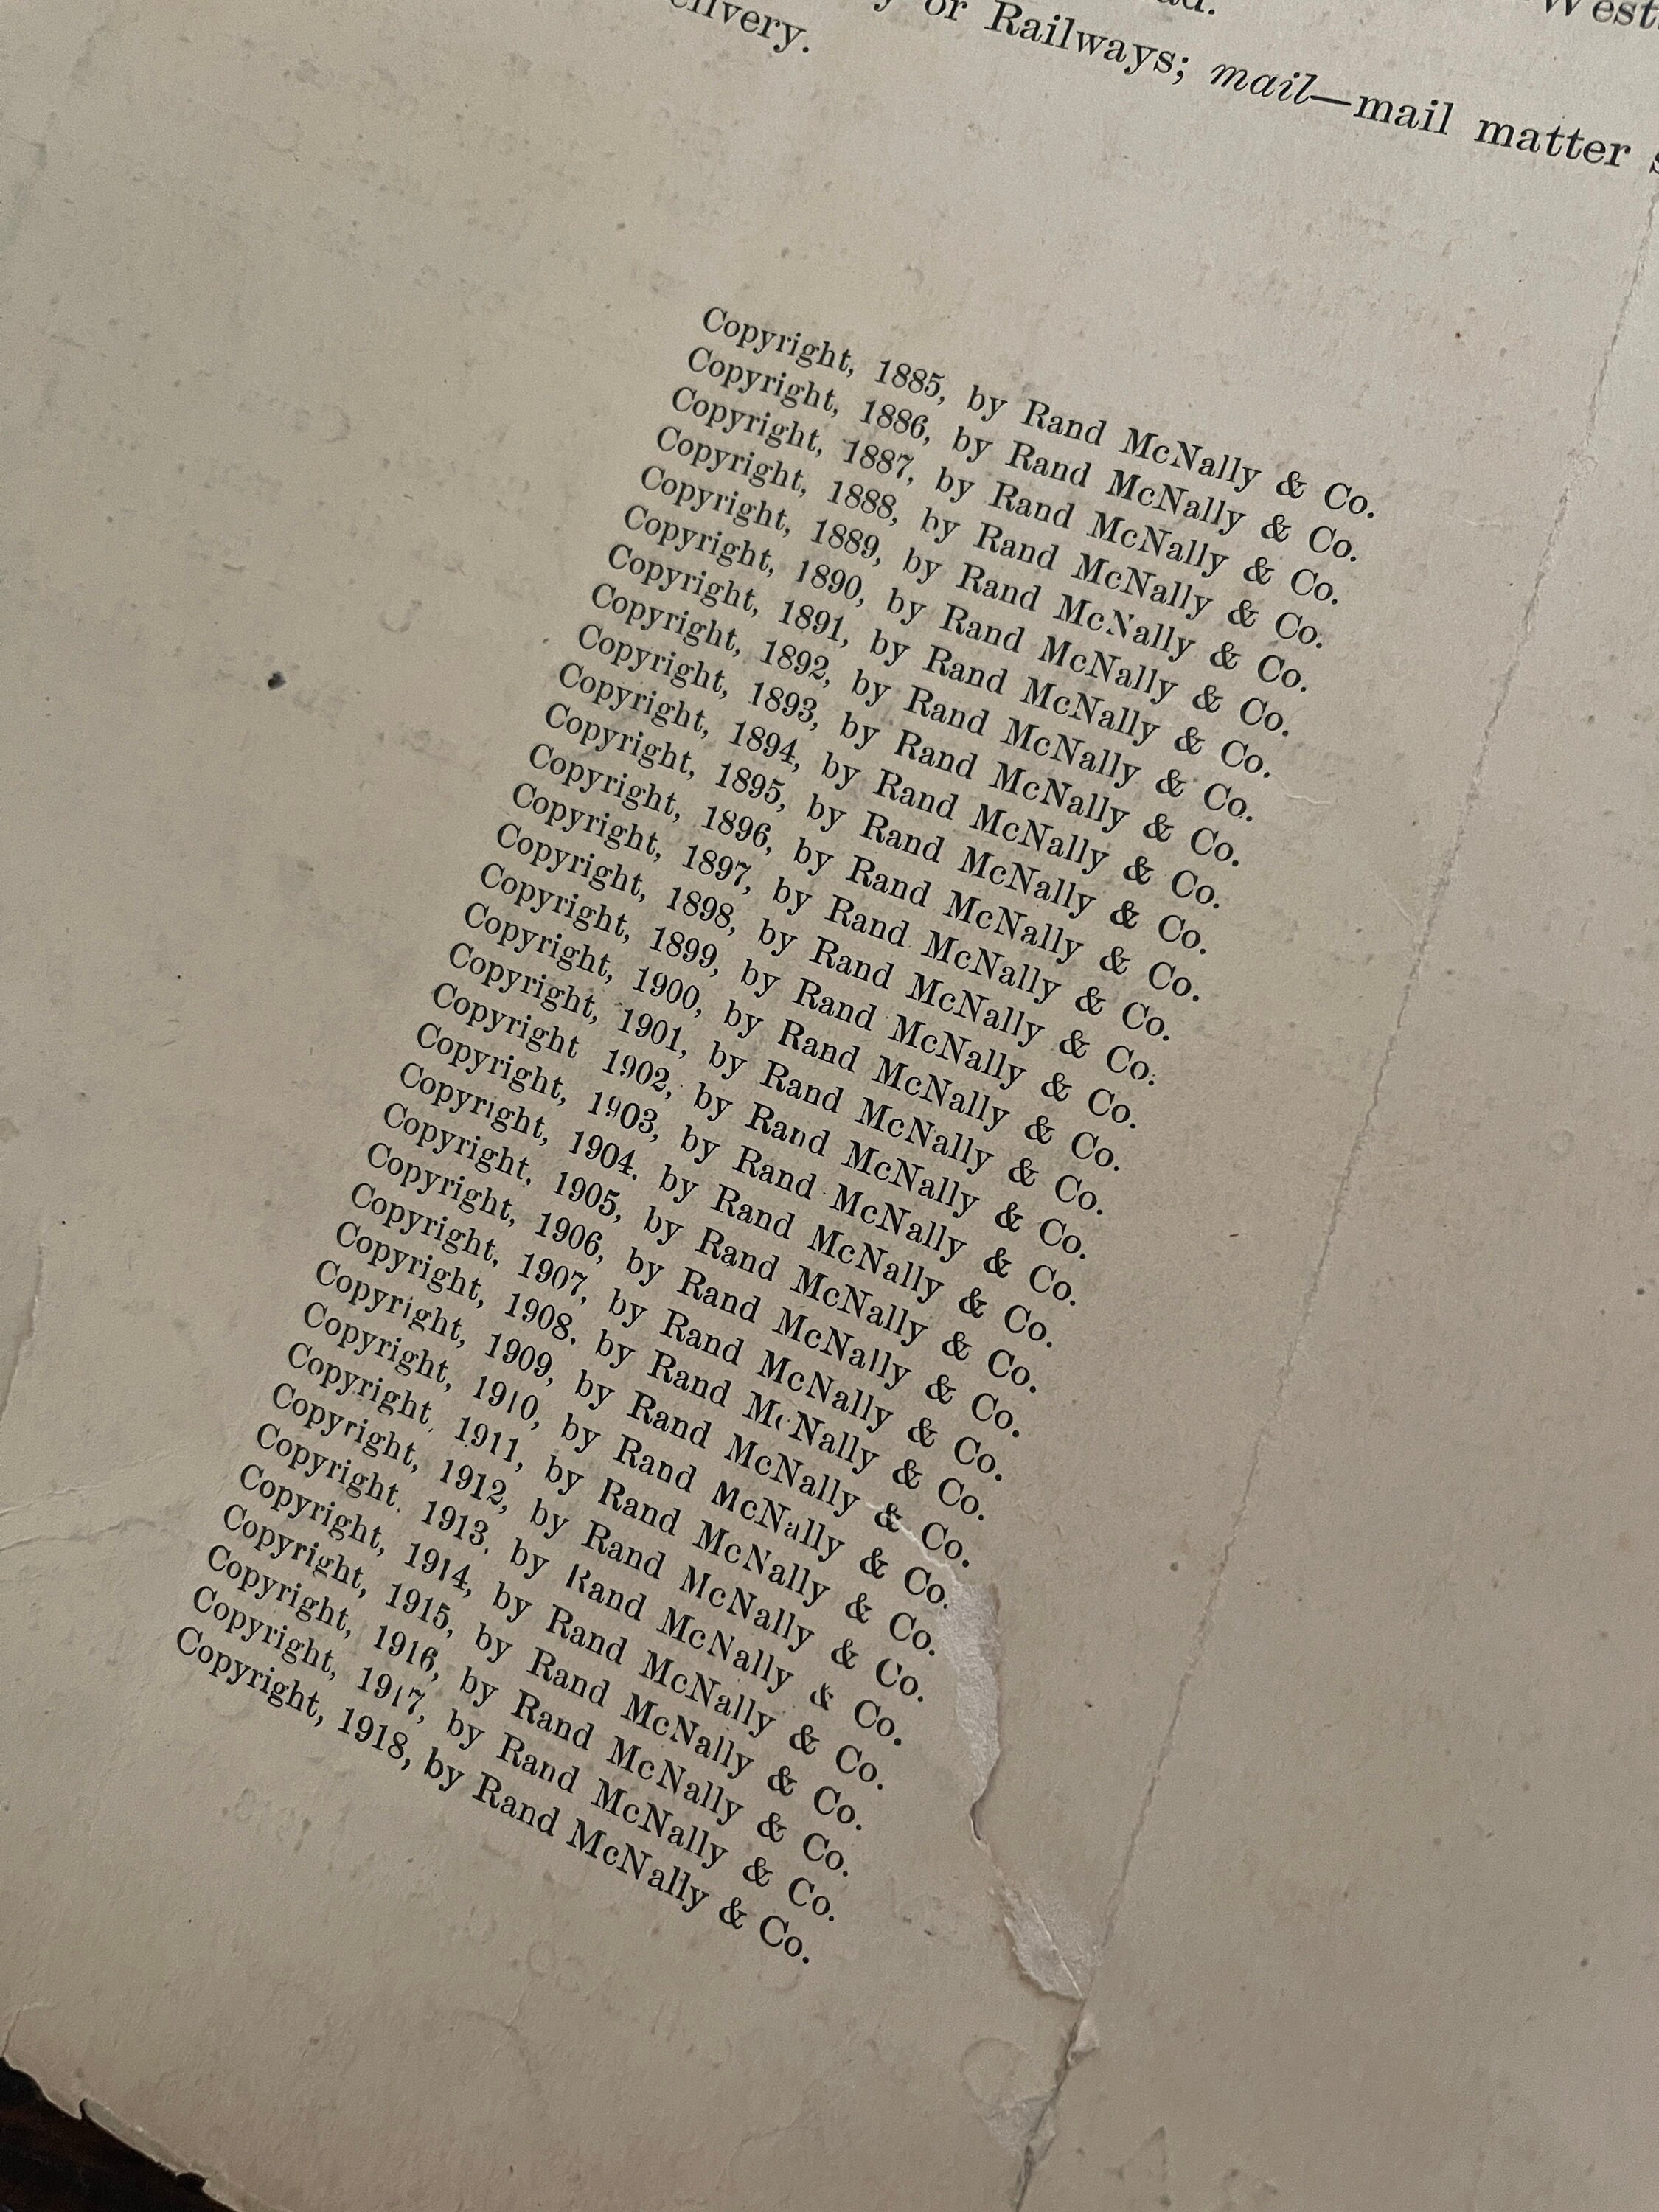 or Railways; mail—mail matter
Copyright, 1885, by Rand McNally & Co.
Copyright, 1886, by Rand McNally & Co.
Copyright, 1887, by Rand McNally & Co.
Copyright, 1888, by Rand McNally & Co.
Copyright, 1889, by Rand McNally & Co.
Copyright, 1890, by Rand McNally & Co.
Copyright, 1891, by Rand McNally & Co.
Copyright, 1892, by Rand McNally & Co.
Copyright, 1893, by Rand McNally & Co.
Copyright, 1894, by Rand McNally & Co.
Copyright, 1895, by Rand McNally & Co.
Copyright, 1896, by Rand McNally & Co.
Copyright, 1897, by Rand McNally & Co.
Copyright, 1898, by Rand McNally & Co.
Copyright, 1899, by Rand McNally & Co.
Copyright, 1900, by Rand McNally & Co.
Copyright, 1901, by Rand McNally & Co.
Copyright 1902, by Rand McNally & Co.
Copyright, 1903, by Rand McNally & Co.
Copyright, 1904. by Rand McNally & Co.
Copyright, 1905, by Rand McNally & Co.
Copyright, 1906, by Rand McNally & Co.
Copyright, 1907, by Rand McNally & Co.
Copyright, 1908, by Rand McNally & Co.
Copyright, 1909, by Rand McNally & Co.
Copyright, 1910, by Rand McNally & Co.
Copyright, 1911, by Rand McNally & Co.
Copyright, 1912, by Rand McNally & Co.
Copyright, 1913, by Rand McNally & Co.
Copyright, 1914, by Rand McNally & Co.
Copyright, 1915, by Rand McNally & Co.
Copyright, 1916, by Rand McNally & Co.
Copyright, 1917, by Rand McNally & Co.
Copyright, 1918, by Rand McNally & Co.